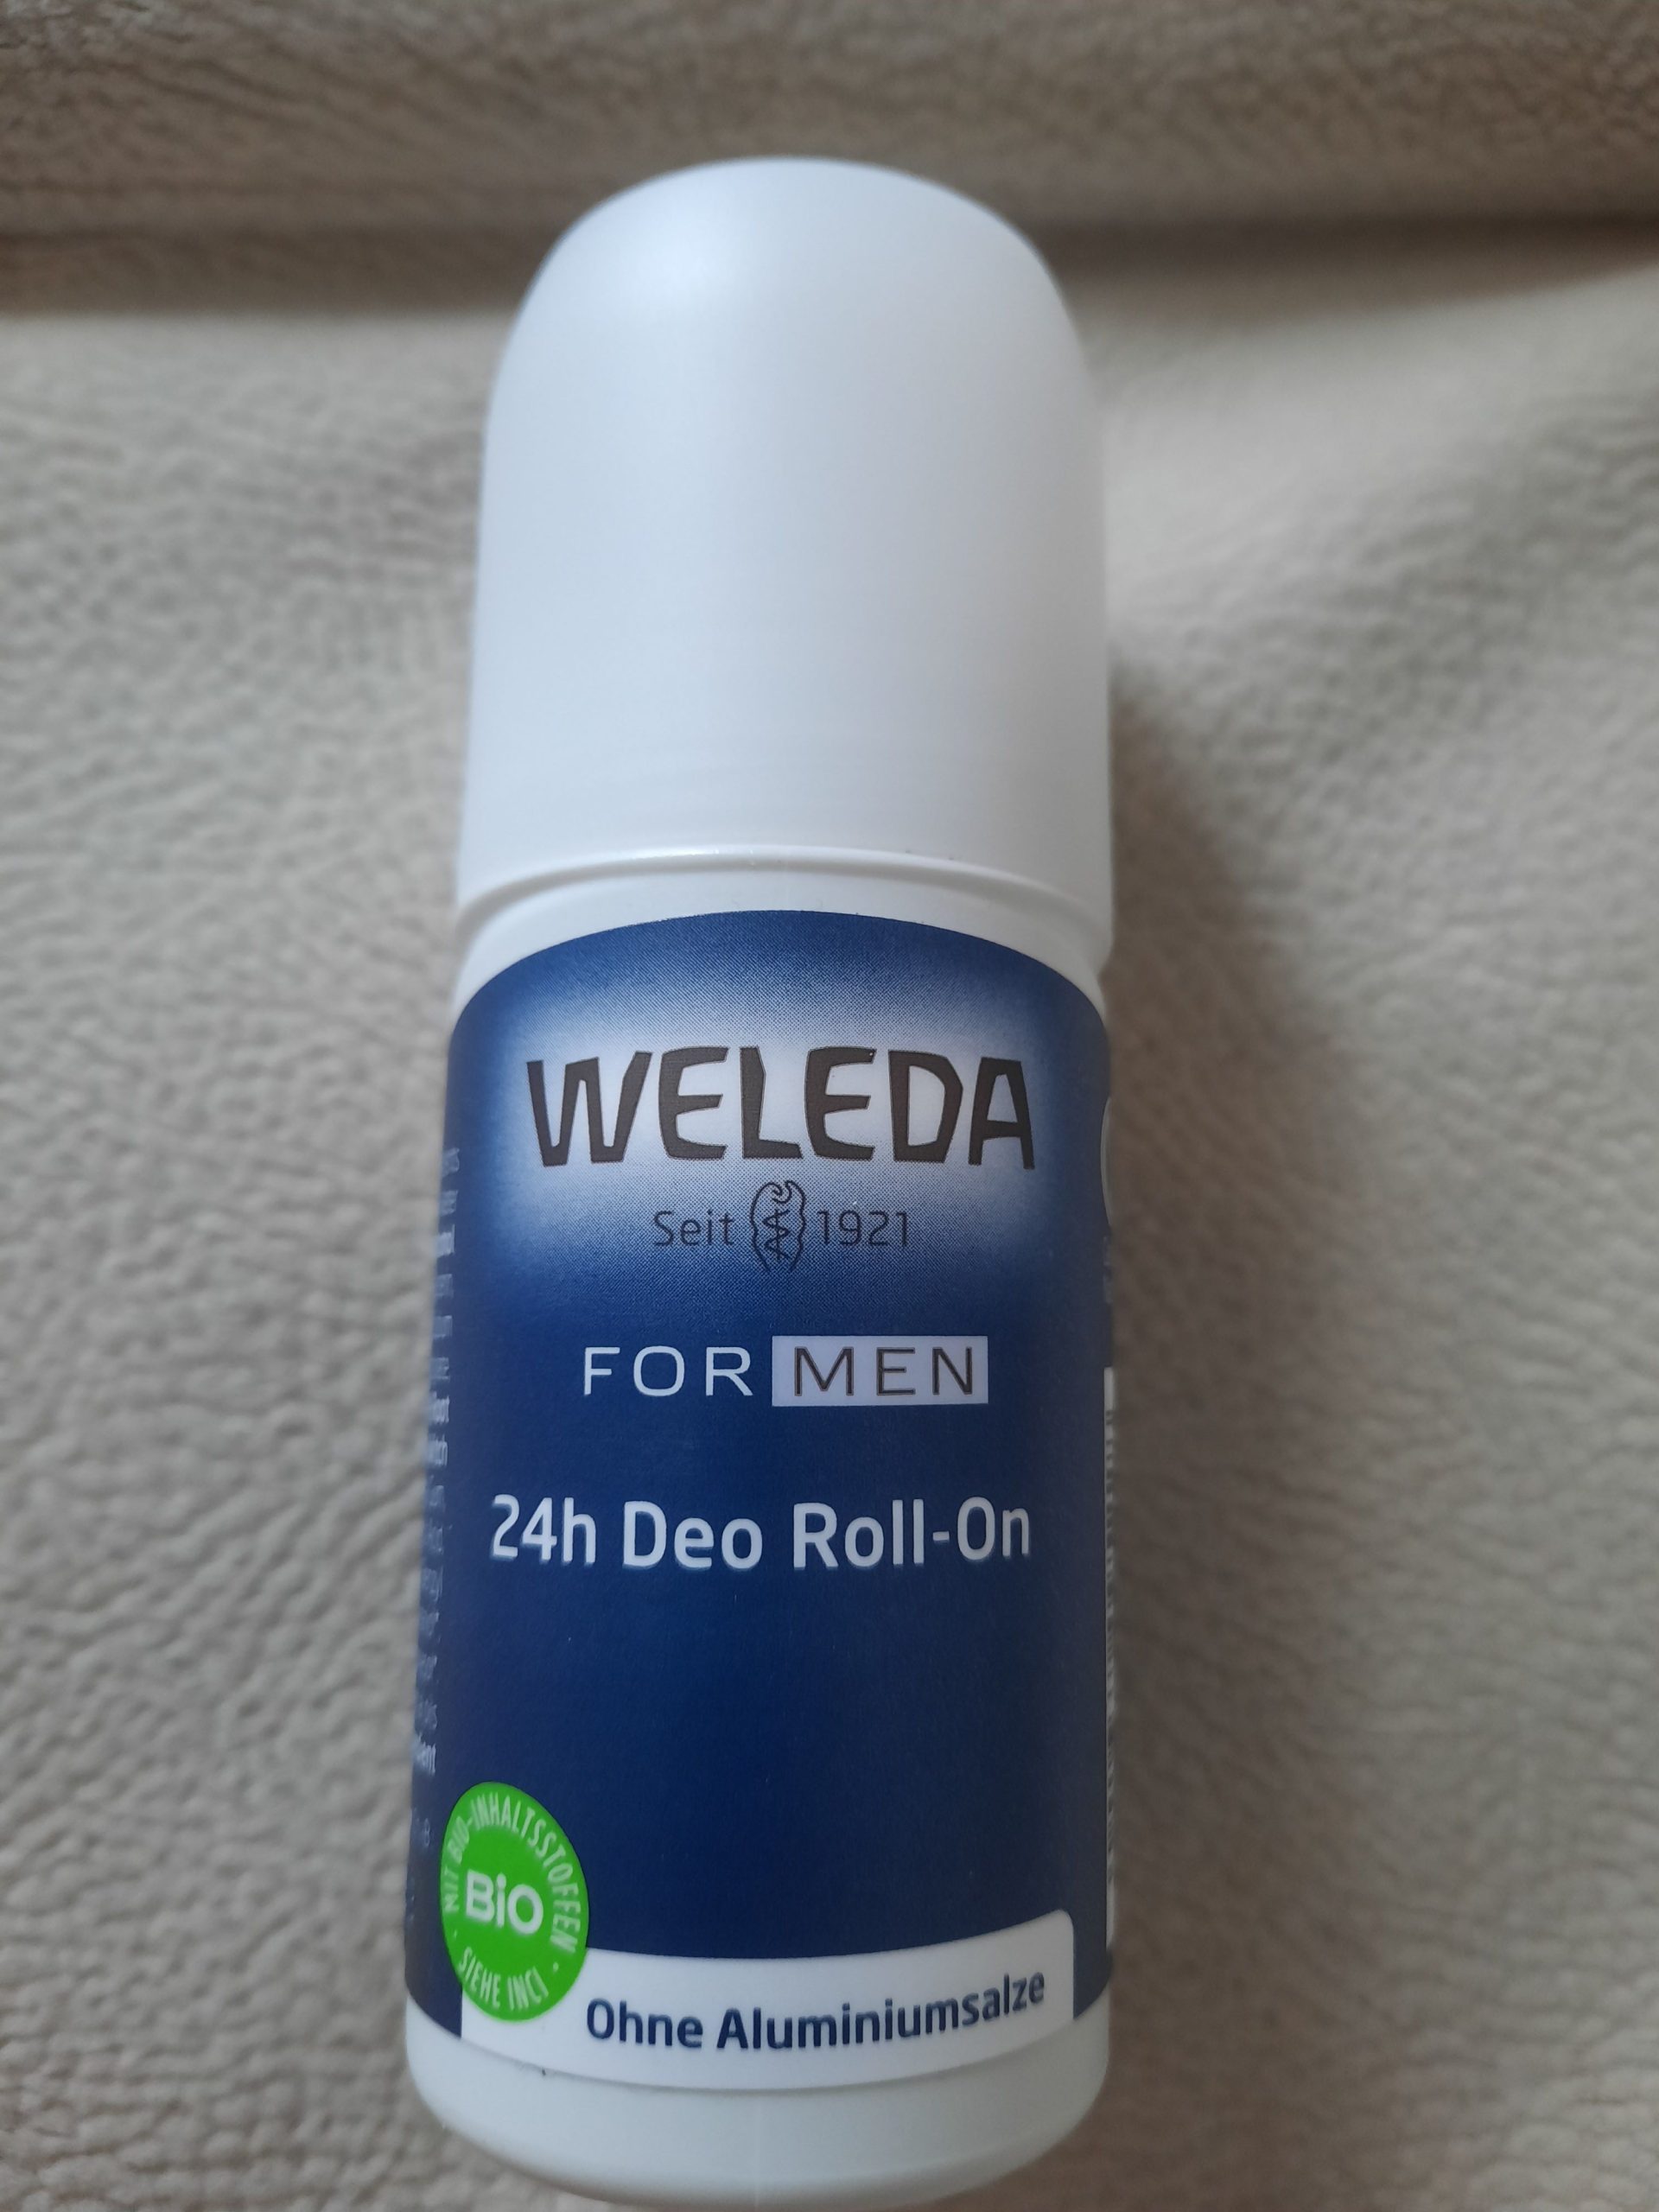 WELEDA
Seit 1921
FOR MEN
24h Deo Roll-On
MIT BIO-INHALTSSTOFFEN
BiO
SIEHE INCI
Ohne Aluminiumsalze